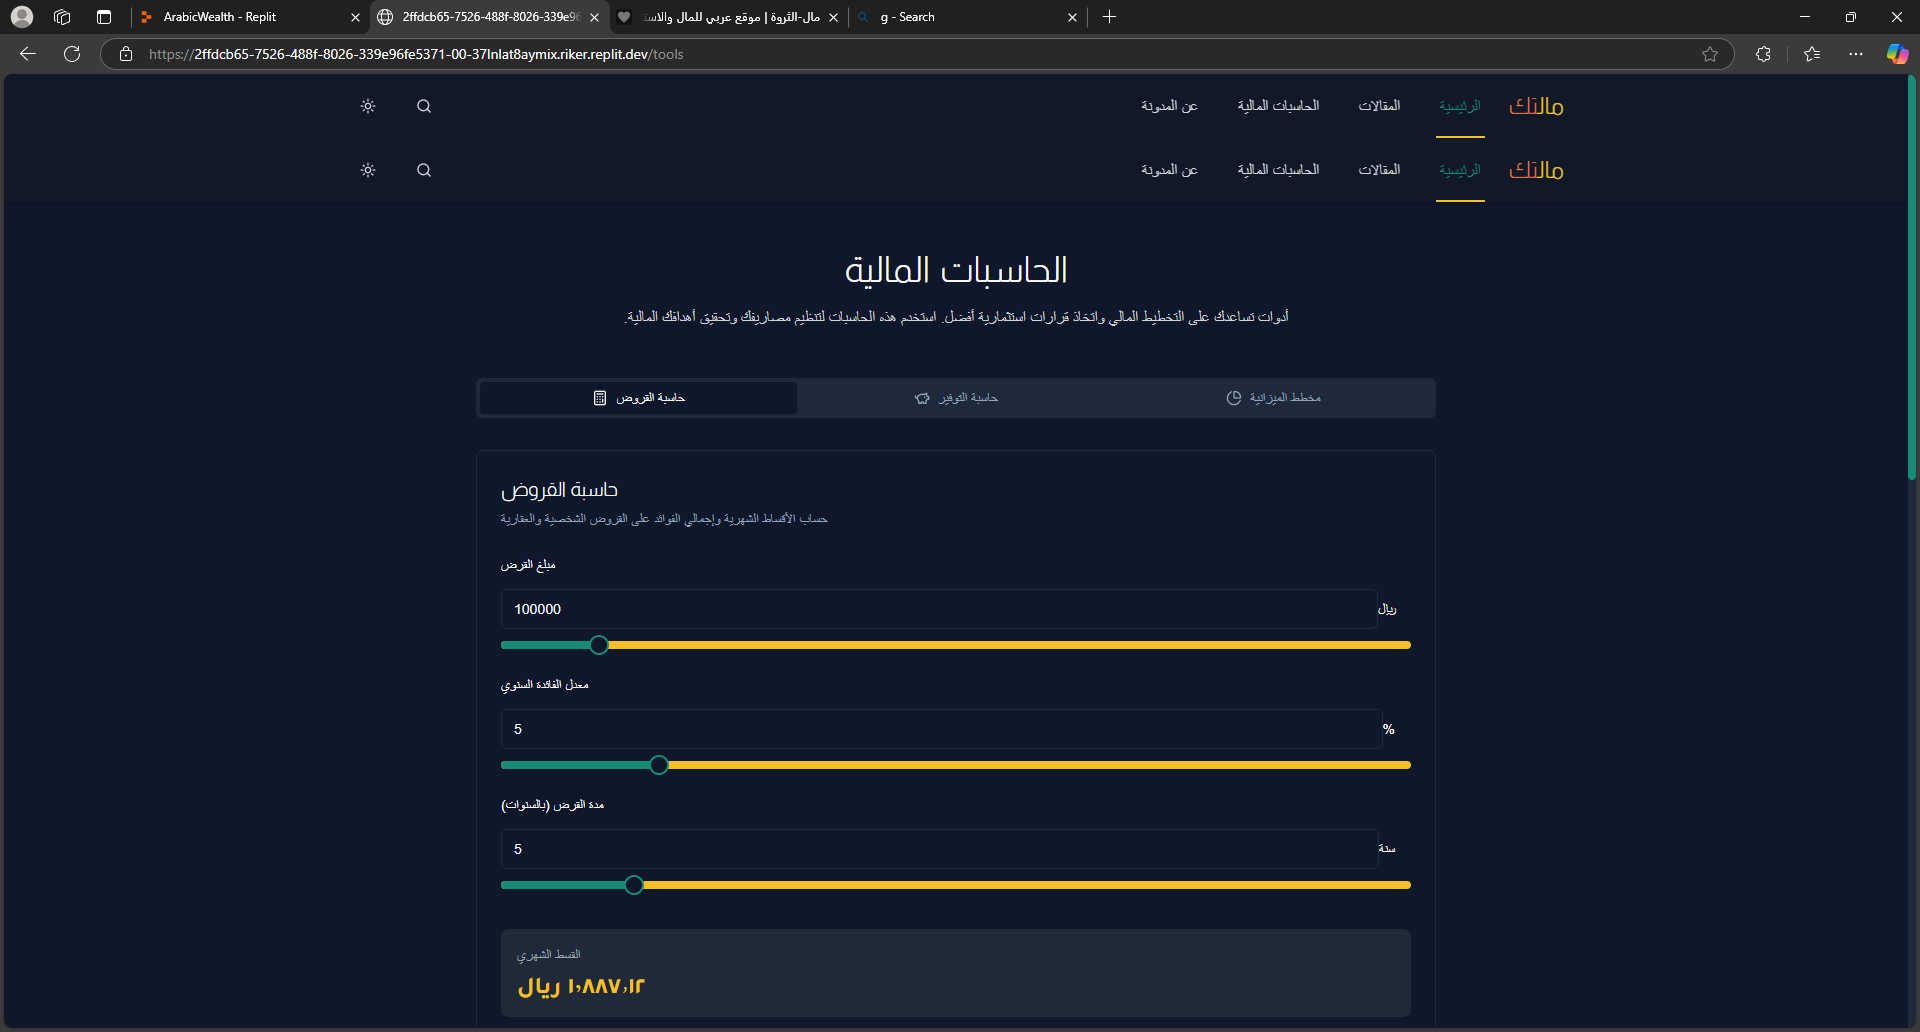 ArabicWealth - Replit
2ffdcb65-7526-488f-8026-339e96
مال-الثروة | موقع عربي للمال والاست
g - Search
https://2ffdcb65-7526-488f-8026-339e96fe5371-00-37lnlat8aymix.riker.replit.dev/tools
مالتك الرئيسية المقالات الحاسبات المالية عن المدونة
مالتك الرئيسية المقالات الحاسبات المالية عن المدونة
الحاسبات المالية
أدوات تساعدك على التخطيط المالي واتخاذ قرارات استثمارية أفضل. استخدم هذه الحاسبات لتنظيم مصاريفك وتحقيق أهدافك المالية.
مخطط الميزانية
حاسبة التوفير
حاسبة القروض
حاسبة القروض
حساب الأقساط الشهرية وإجمالي الفوائد على القروض الشخصية والعقارية
مبلغ القرض
100000
ريال
معدل الفائدة السنوي
5
%
مدة القرض (بالسنوات)
5
سنة
القسط الشهري
١٬٨٨٧٫١٢ ريال